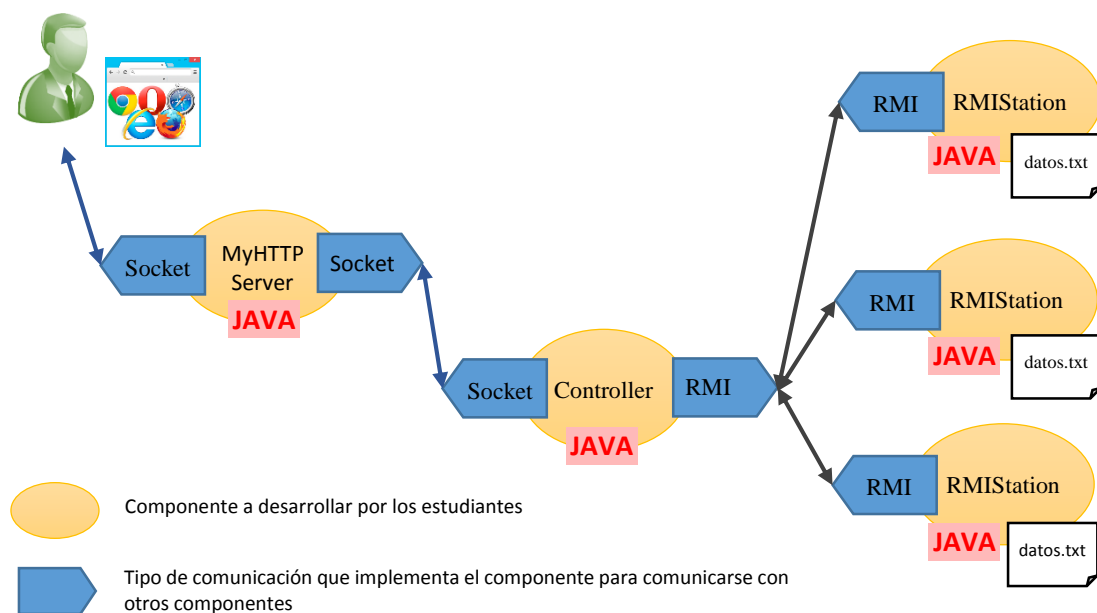 RMI
RMIStation
JAVA
datos.txt
Socket
MyHTTP
Server
Socket
JAVA
RMI
RMIStation
JAVA
datos.txt
Socket
Controller
RMI
JAVA
RMI
RMIStation
JAVA
datos.txt
Componente a desarrollar por los estudiantes
Tipo de comunicación que implementa el componente para comunicarse con
otros componentes